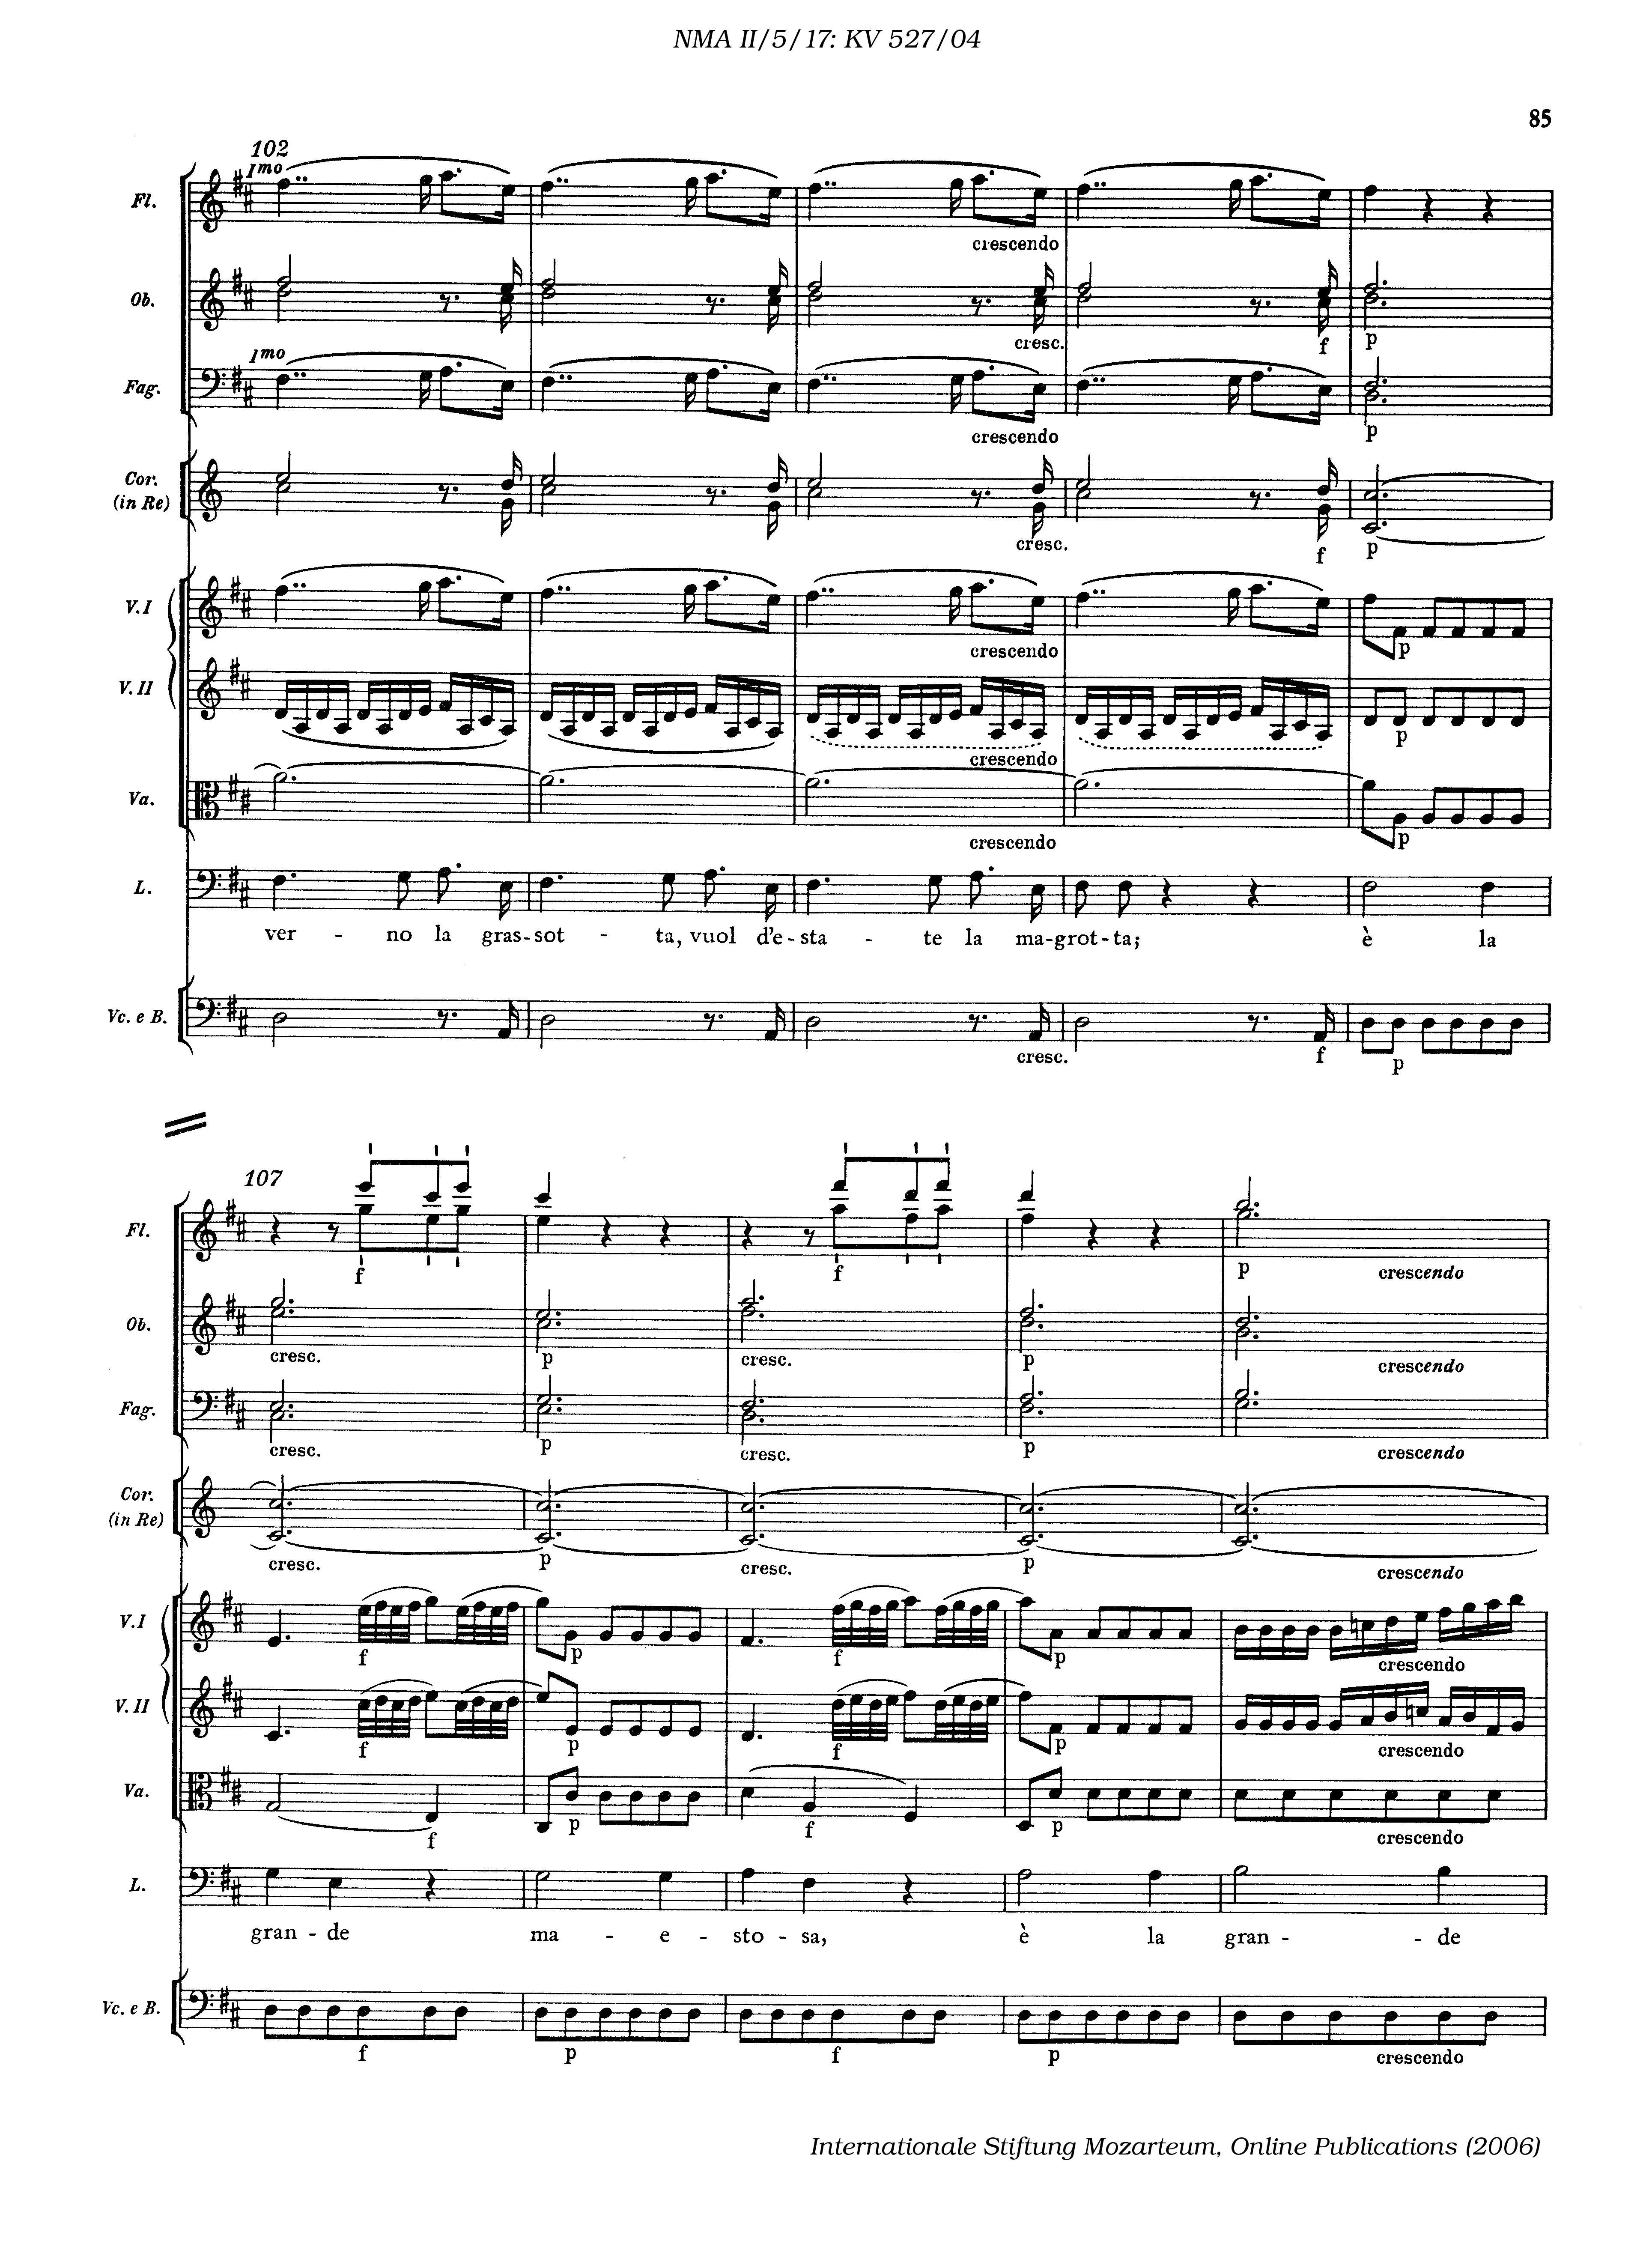 NMA II/5/17: KV 527/04
85
102
1mo
Fl.
crescendo
Ob.
cresc.
f
p
1mo
Fag.
crescendo
p
Cor.
(in Re)
cresc.
f
p
V. I
crescendo
p
V. II
crescendo
p
Va.
crescendo
p
L.
ver - no la gras - sot - ta, vuol d'e - sta - te la ma - grot - ta; è la
Vc. e B.
cresc.
f
p
107
Fl.
f
f
p
crescendo
Ob.
cresc.
p
cresc.
p
crescendo
Fag.
cresc.
p
cresc.
p
crescendo
Cor.
(in Re)
cresc.
p
cresc.
p
crescendo
V. I
f
p
f
p
crescendo
V. II
f
p
f
p
crescendo
Va.
f
p
f
p
crescendo
L.
gran - de ma - e - sto - sa, è la gran - de
Vc. e B.
f
p
f
p
crescendo
Internationale Stiftung Mozarteum, Online Publications (2006)